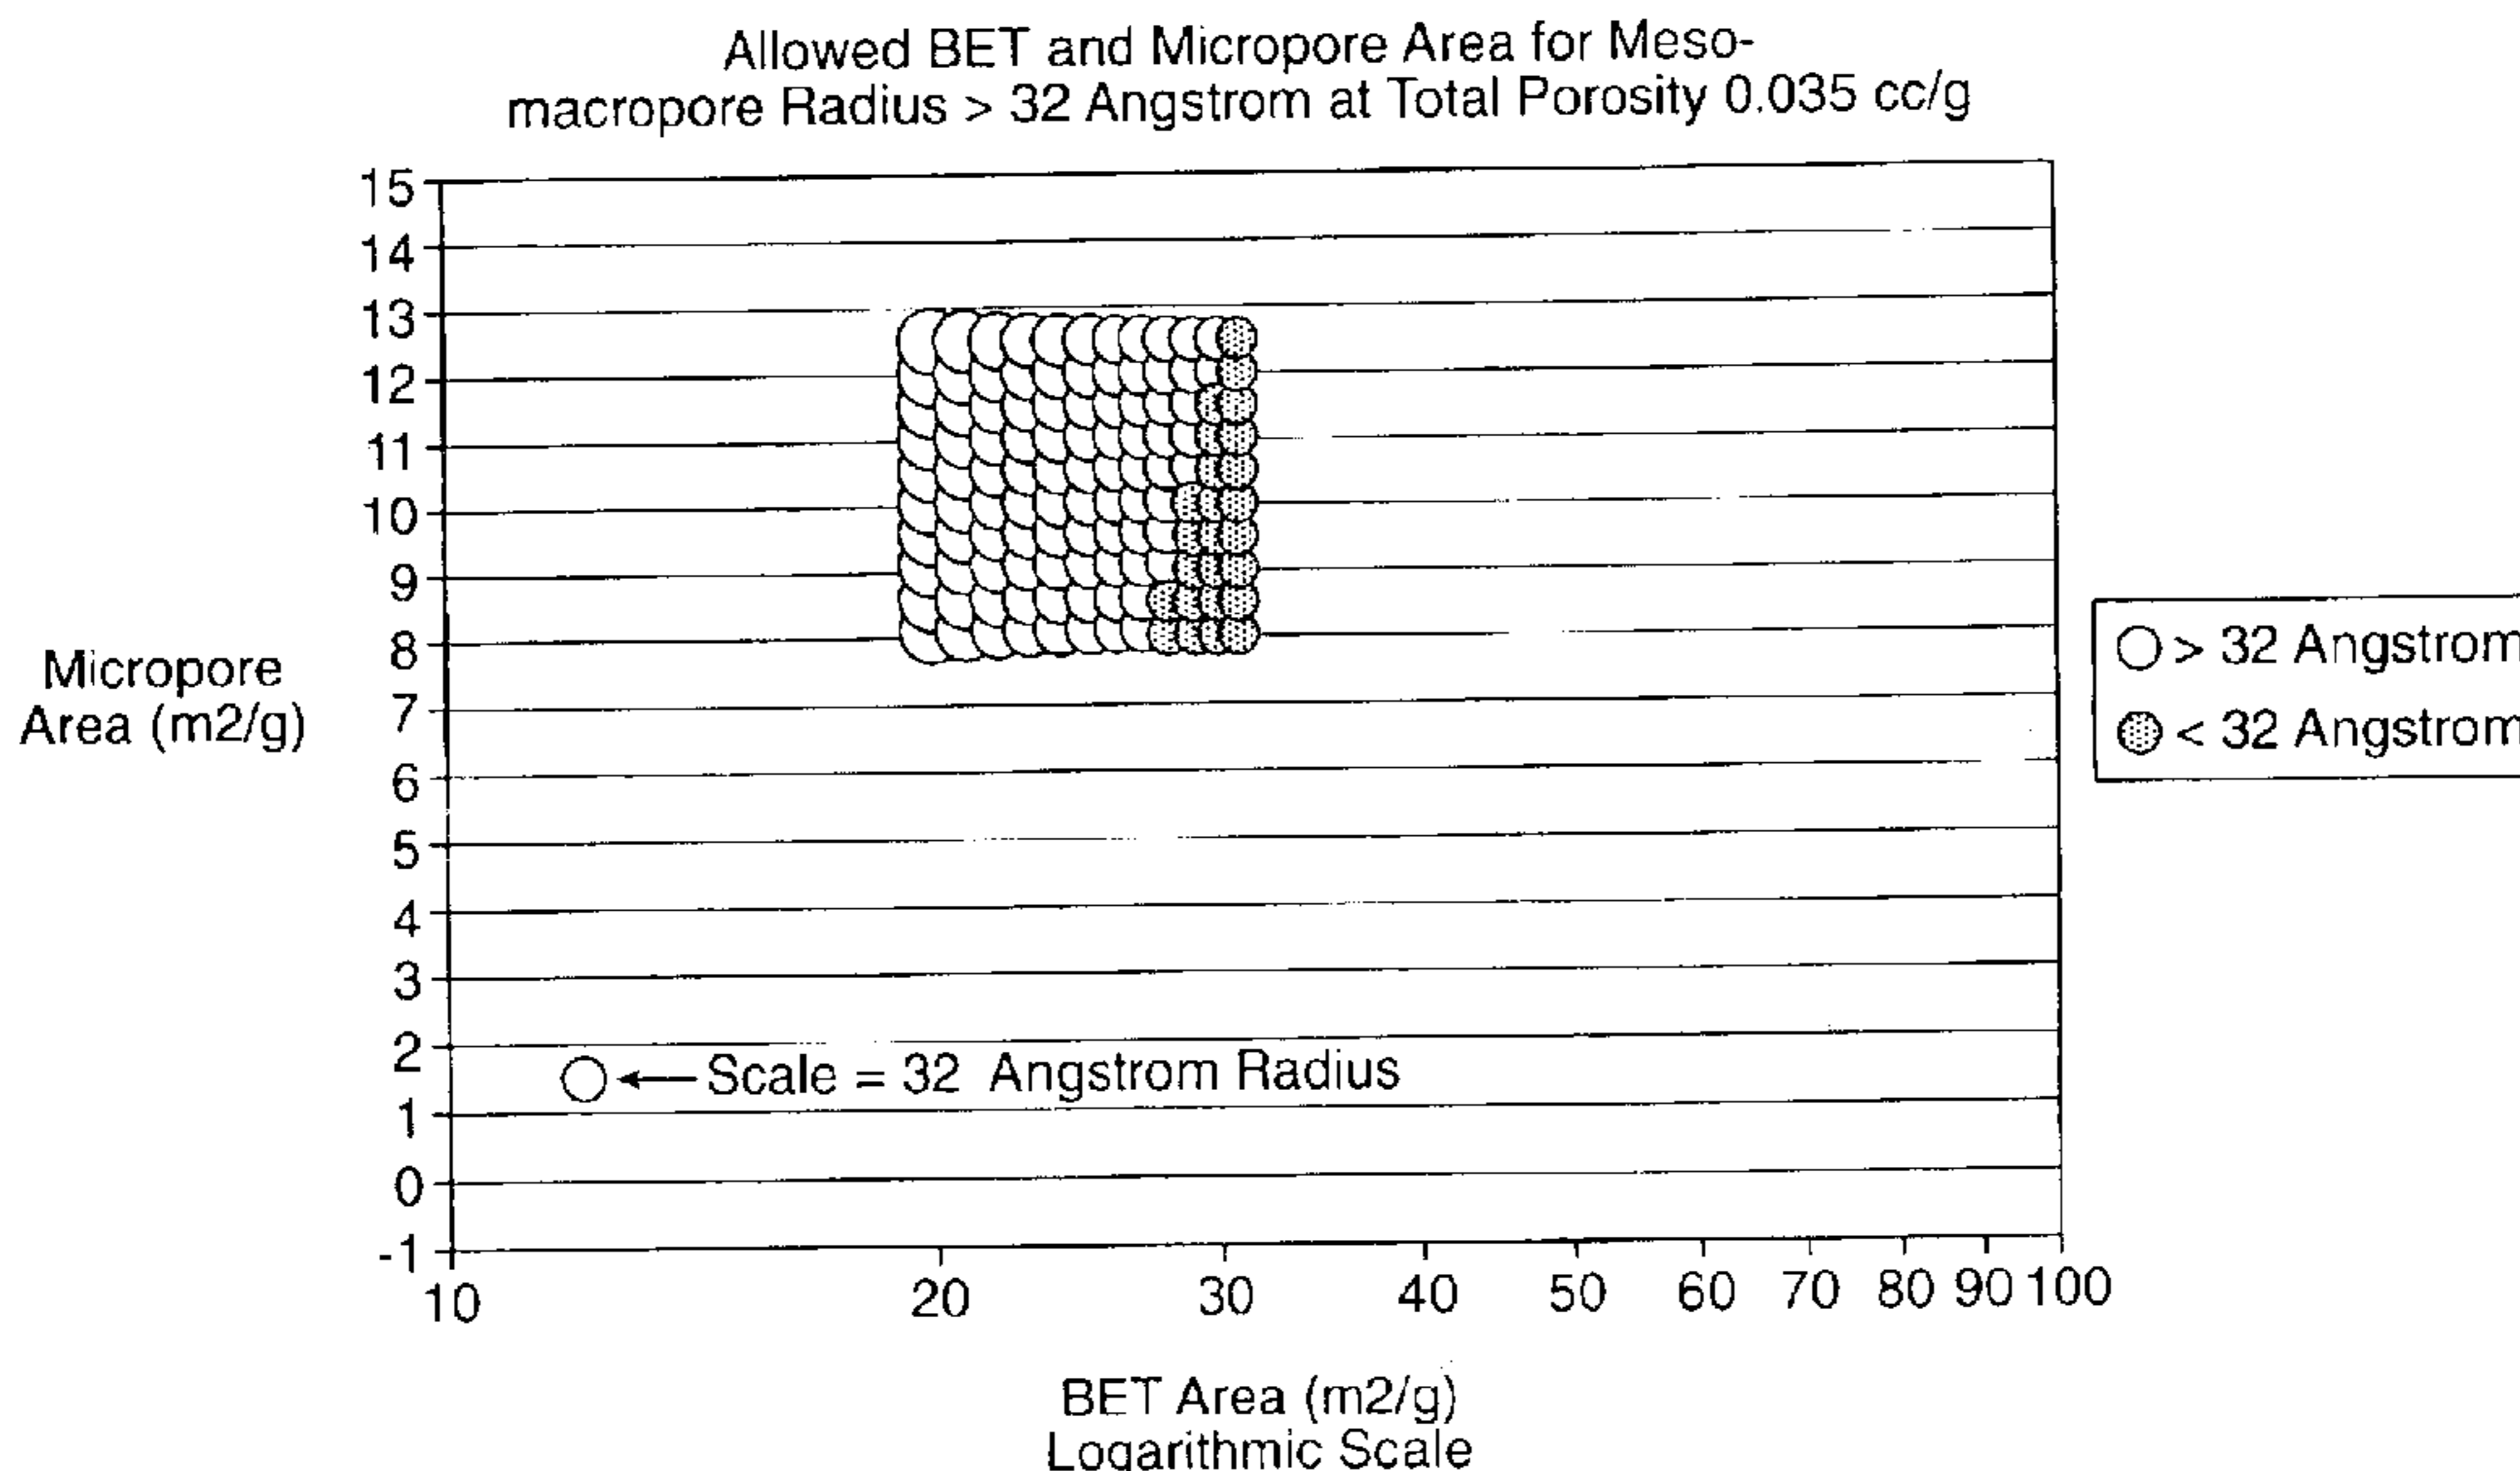 Allowed BET and Micropore Area for Meso-
macropore Radius > 32 Angstrom at Total Porosity 0.035 cc/g
15
14
13
12
11
10
9
8
7
6
5
4
3
2
1
0
-1
Micropore
Area (m2/g)
> 32 Angstrom
< 32 Angstrom
Scale = 32 Angstrom Radius
10 20 30 40 50 60 70 80 90 100
BET Area (m2/g)
Logarithmic Scale